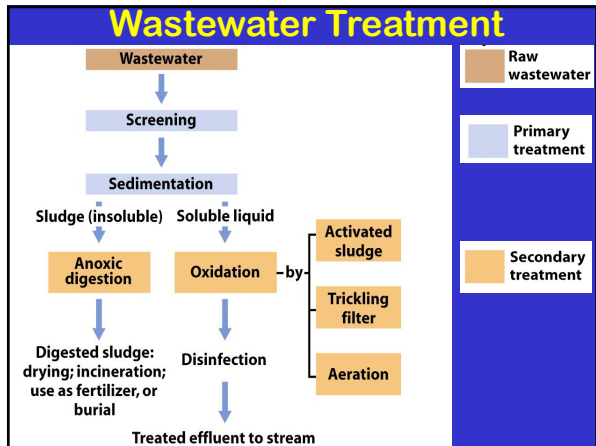 Wastewater Treatment
Wastewater
Screening
Sedimentation
Sludge (insoluble)
Soluble liquid
Anoxic
digestion
Oxidation
by
Activated
sludge
Trickling
filter
Aeration
Digested sludge:
drying; incineration;
use as fertilizer, or
burial
Disinfection
Treated effluent to stream
Raw
wastewater
Primary
treatment
Secondary
treatment